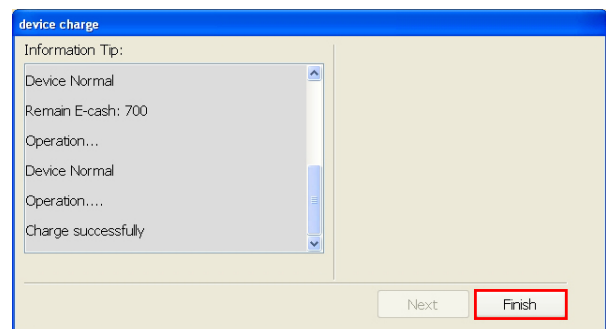 device charge
Information Tip:
Device Normal
Remain E-cash: 700
Operation...
Device Normal
Operation....
Charge successfully
Next
Finish